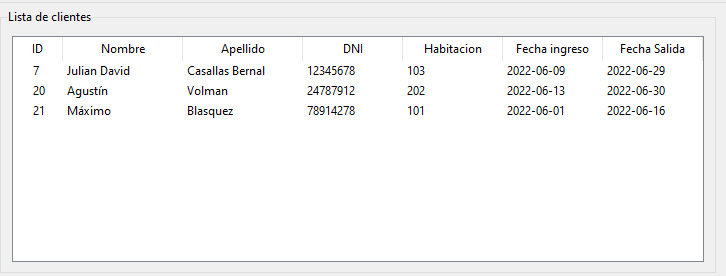 Lista de clientes
ID Nombre Apellido DNI Habitacion Fecha ingreso Fecha Salida
7 Julian David Casallas Bernal 12345678 103 2022-06-09 2022-06-29
20 Agustín Volman 24787912 202 2022-06-13 2022-06-30
21 Máximo Blasquez 78914278 101 2022-06-01 2022-06-16